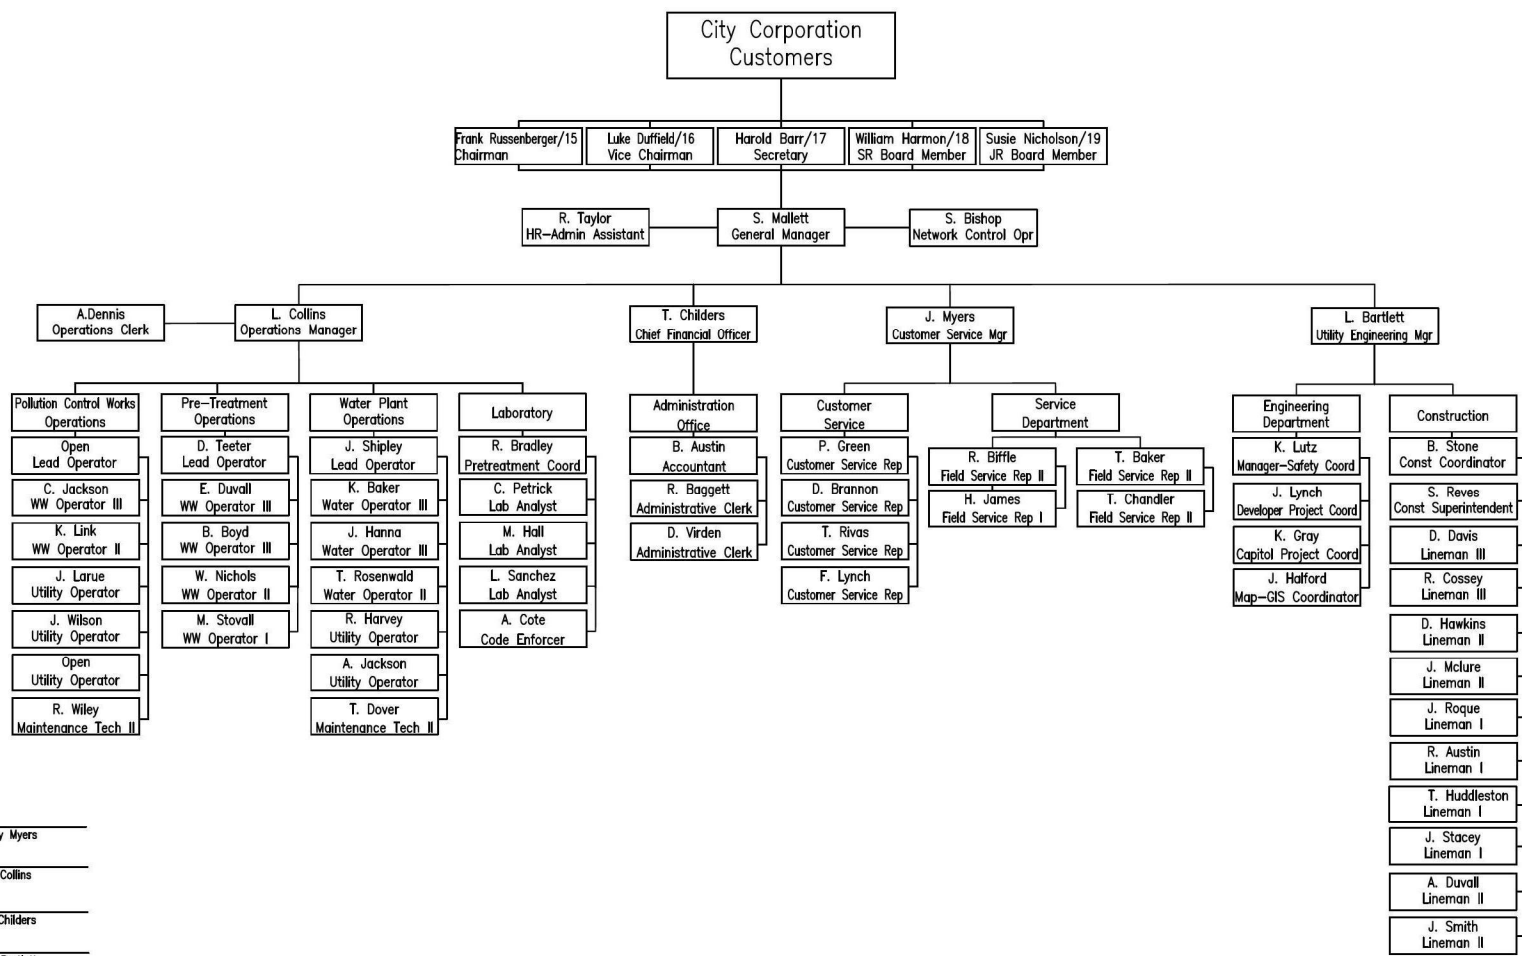 City Corporation
Customers
Frank Russenberger/15
Chairman
Luke Duffield/16
Vice Chairman
Harold Barr/17
Secretary
William Harmon/18
SR Board Member
Susie Nicholson/19
JR Board Member
R. Taylor
HR-Admin Assistant
S. Mallett
General Manager
S. Bishop
Network Control Opr
A.Dennis
Operations Clerk
L. Collins
Operations Manager
T. Childers
Chief Financial Officer
J. Myers
Customer Service Mgr
L. Bartlett
Utility Engineering Mgr
Pollution Control Works
Operations
Open
Lead Operator
C. Jackson
WW Operator III
K. Link
WW Operator II
J. Larue
Utility Operator
J. Wilson
Utility Operator
Open
Utility Operator
R. Wiley
Maintenance Tech II
Pre-Treatment
Operations
D. Teeter
Lead Operator
E. Duvall
WW Operator III
B. Boyd
WW Operator III
W. Nichols
WW Operator II
M. Stovall
WW Operator I
Water Plant
Operations
J. Shipley
Lead Operator
K. Baker
Water Operator III
J. Hanna
Water Operator III
T. Rosenwald
Water Operator II
R. Harvey
Utility Operator
A. Jackson
Utility Operator
T. Dover
Maintenance Tech II
Laboratory
R. Bradley
Pretreatment Coord
C. Petrick
Lab Analyst
M. Hall
Lab Analyst
L. Sanchez
Lab Analyst
A. Cote
Code Enforcer
Administration
Office
B. Austin
Accountant
R. Baggett
Administrative Clerk
D. Virden
Administrative Clerk
Customer
Service
P. Green
Customer Service Rep
D. Brannon
Customer Service Rep
T. Rivas
Customer Service Rep
F. Lynch
Customer Service Rep
Service
Department
R. Biffle
Field Service Rep II
H. James
Field Service Rep I
T. Baker
Field Service Rep II
T. Chandler
Field Service Rep II
Engineering
Department
K. Lutz
Manager-Safety Coord
J. Lynch
Developer Project Coord
K. Gray
Capitol Project Coord
J. Halford
Map-GIS Coordinator
Construction
B. Stone
Const Coordinator
S. Reves
Const Superintendent
D. Davis
Lineman III
R. Cossey
Lineman III
D. Hawkins
Lineman II
J. Mclure
Lineman II
J. Roque
Lineman I
R. Austin
Lineman I
T. Huddleston
Lineman I
J. Stacey
Lineman I
A. Duvall
Lineman II
J. Smith
Lineman II
y Myers
Collins
Childers